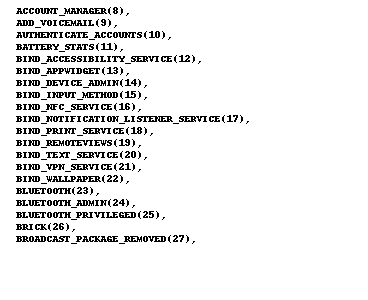 ACCOUNT_MANAGER(8),
ADD_VOICEMAIL(9),
AUTHENTICATE_ACCOUNTS(10),
BATTERY_STATS(11),
BIND_ACCESSIBILITY_SERVICE(12),
BIND_APPWIDGET(13),
BIND_DEVICE_ADMIN(14),
BIND_INPUT_METHOD(15),
BIND_NFC_SERVICE(16),
BIND_NOTIFICATION_LISTENER_SERVICE(17),
BIND_PRINT_SERVICE(18),
BIND_REMOTEVIEWS(19),
BIND_TEXT_SERVICE(20),
BIND_VPN_SERVICE(21),
BIND_WALLPAPER(22),
BLUETOOTH(23),
BLUETOOTH_ADMIN(24),
BLUETOOTH_PRIVILEGED(25),
BRICK(26),
BROADCAST_PACKAGE_REMOVED(27),